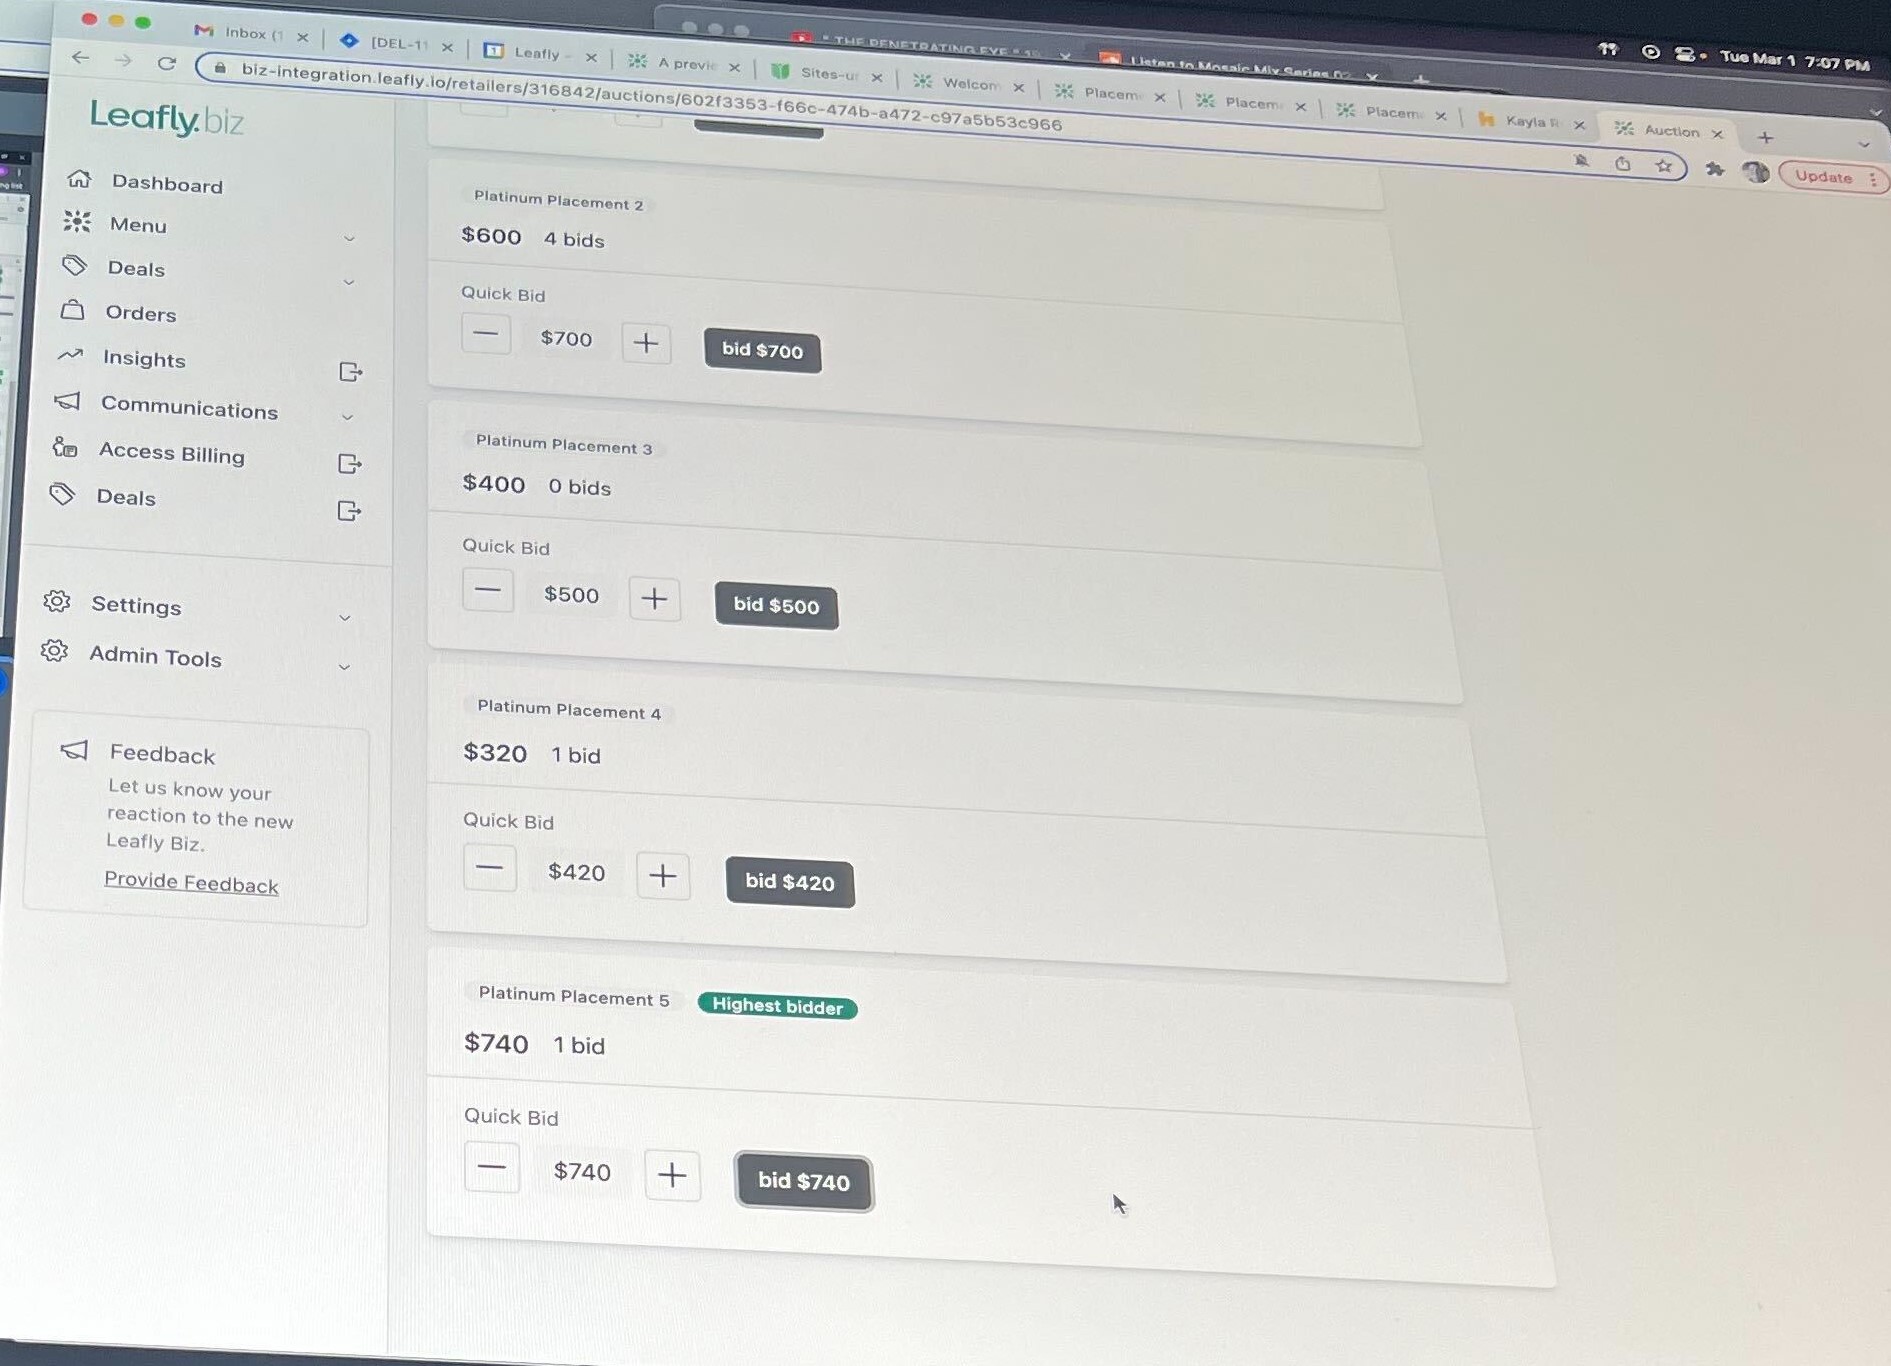 " THE PENETRATING EYE "
Listen to Mosaic Mix Series 02
Tue Mar 1 7:07 PM
Inbox (1
[DEL-11
Leafly -
A previe
Sites-ur
Welcom
Placem
Placem
Placem
Kayla R
Auction
biz-integration.leafly.io/retailers/316842/auctions/602f3353-f66c-474b-a472-c97a5b53c966
Update
Leafly.biz
Dashboard
Menu
Deals
Orders
Insights
Communications
Access Billing
Deals
Settings
Admin Tools
Feedback
Let us know your
reaction to the new
Leafly Biz.
Provide Feedback
Platinum Placement 2
$600 4 bids
Quick Bid
— $700 + bid $700
Platinum Placement 3
$400 0 bids
Quick Bid
— $500 + bid $500
Platinum Placement 4
$320 1 bid
Quick Bid
— $420 + bid $420
Platinum Placement 5 Highest bidder
$740 1 bid
Quick Bid
— $740 + bid $740